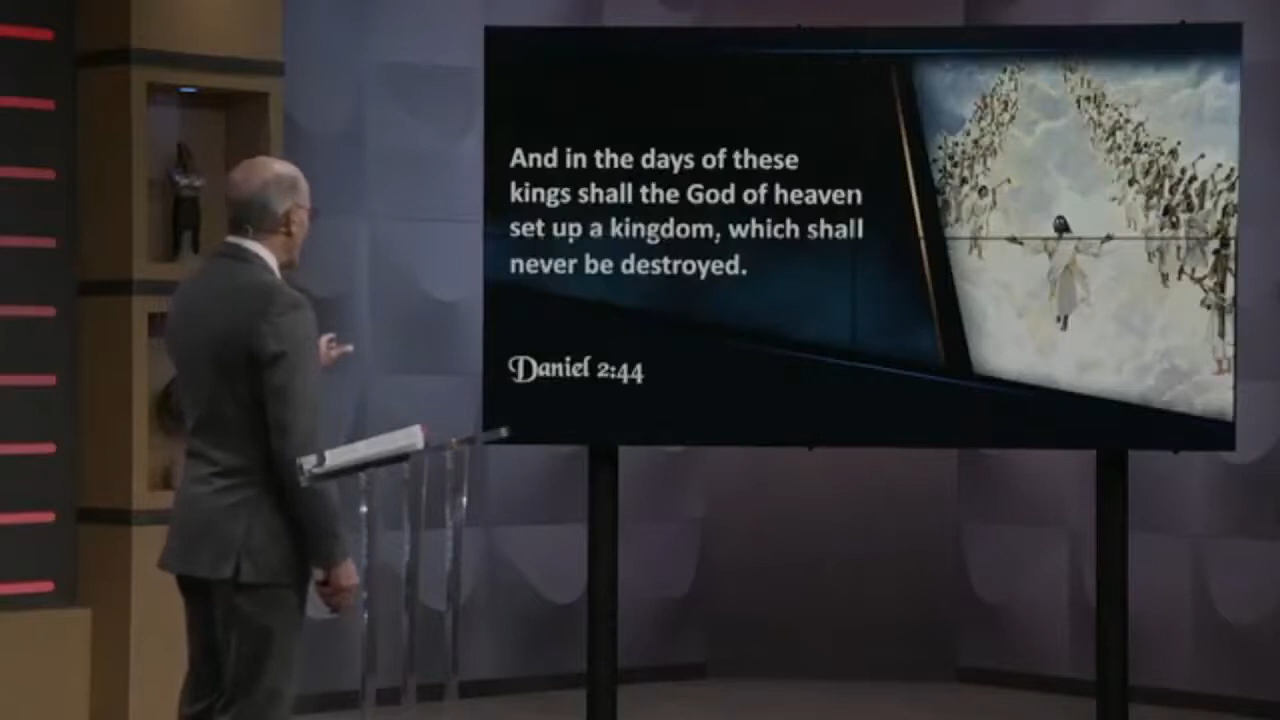 And in the days of these
kings shall the God of heaven
set up a kingdom, which shall
never be destroyed.
Daniel 2:44